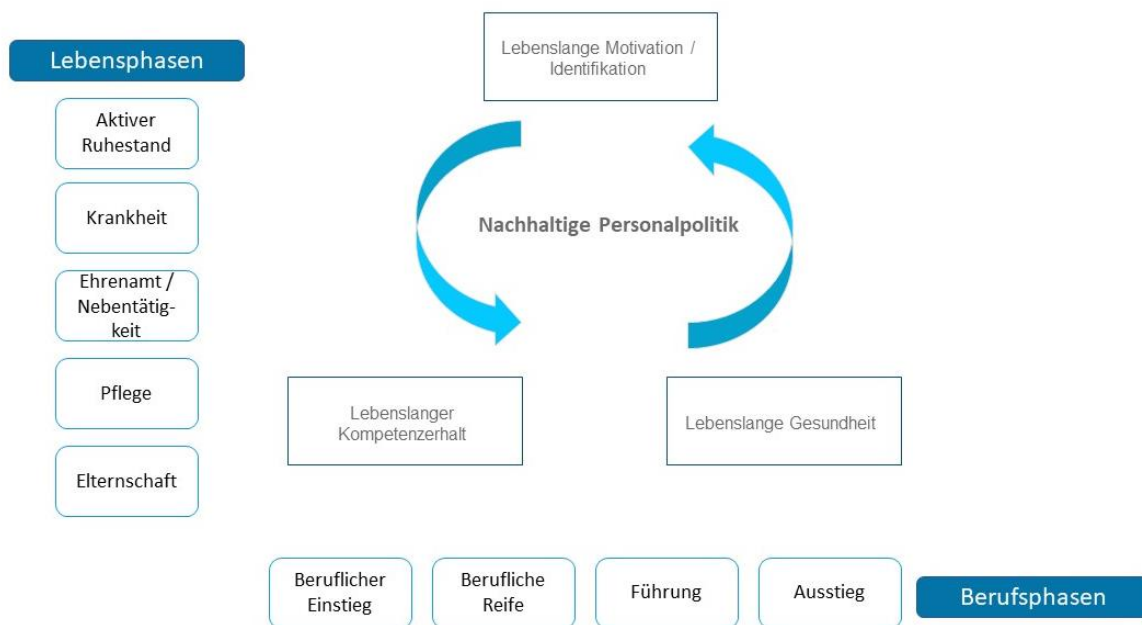 Lebensphasen
Aktiver
Ruhestand
Krankheit
Ehrenamt /
Nebentätig-
keit
Pflege
Elternschaft
Lebenslange Motivation /
Identifikation
Nachhaltige Personalpolitik
Lebenslanger
Kompetenzerhalt
Lebenslange Gesundheit
Beruflicher
Einstieg
Berufliche
Reife
Führung
Ausstieg
Berufsphasen